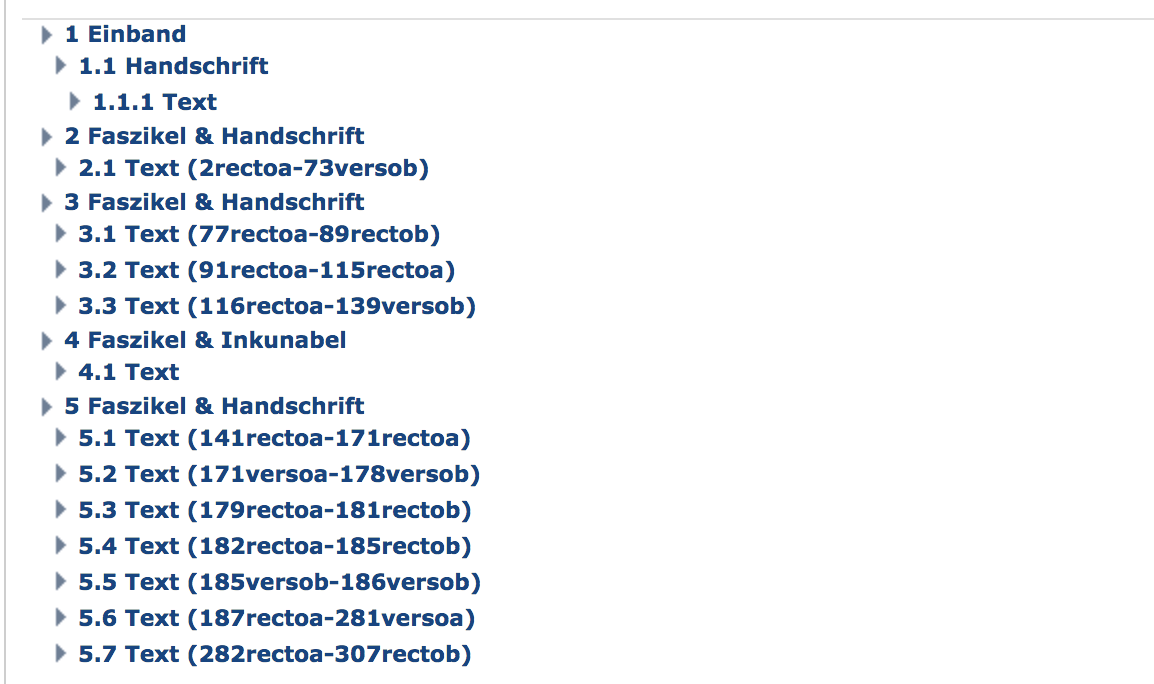 1 Einband
1.1 Handschrift
1.1.1 Text
2 Faszikel & Handschrift
2.1 Text (2rectoa-73versob)
3 Faszikel & Handschrift
3.1 Text (77rectoa-89rectob)
3.2 Text (91rectoa-115rectoa)
3.3 Text (116rectoa-139versob)
4 Faszikel & Inkunabel
4.1 Text
5 Faszikel & Handschrift
5.1 Text (141rectoa-171rectoa)
5.2 Text (171versoa-178versob)
5.3 Text (179rectoa-181rectob)
5.4 Text (182rectoa-185rectob)
5.5 Text (185versob-186versob)
5.6 Text (187rectoa-281versoa)
5.7 Text (282rectoa-307rectob)